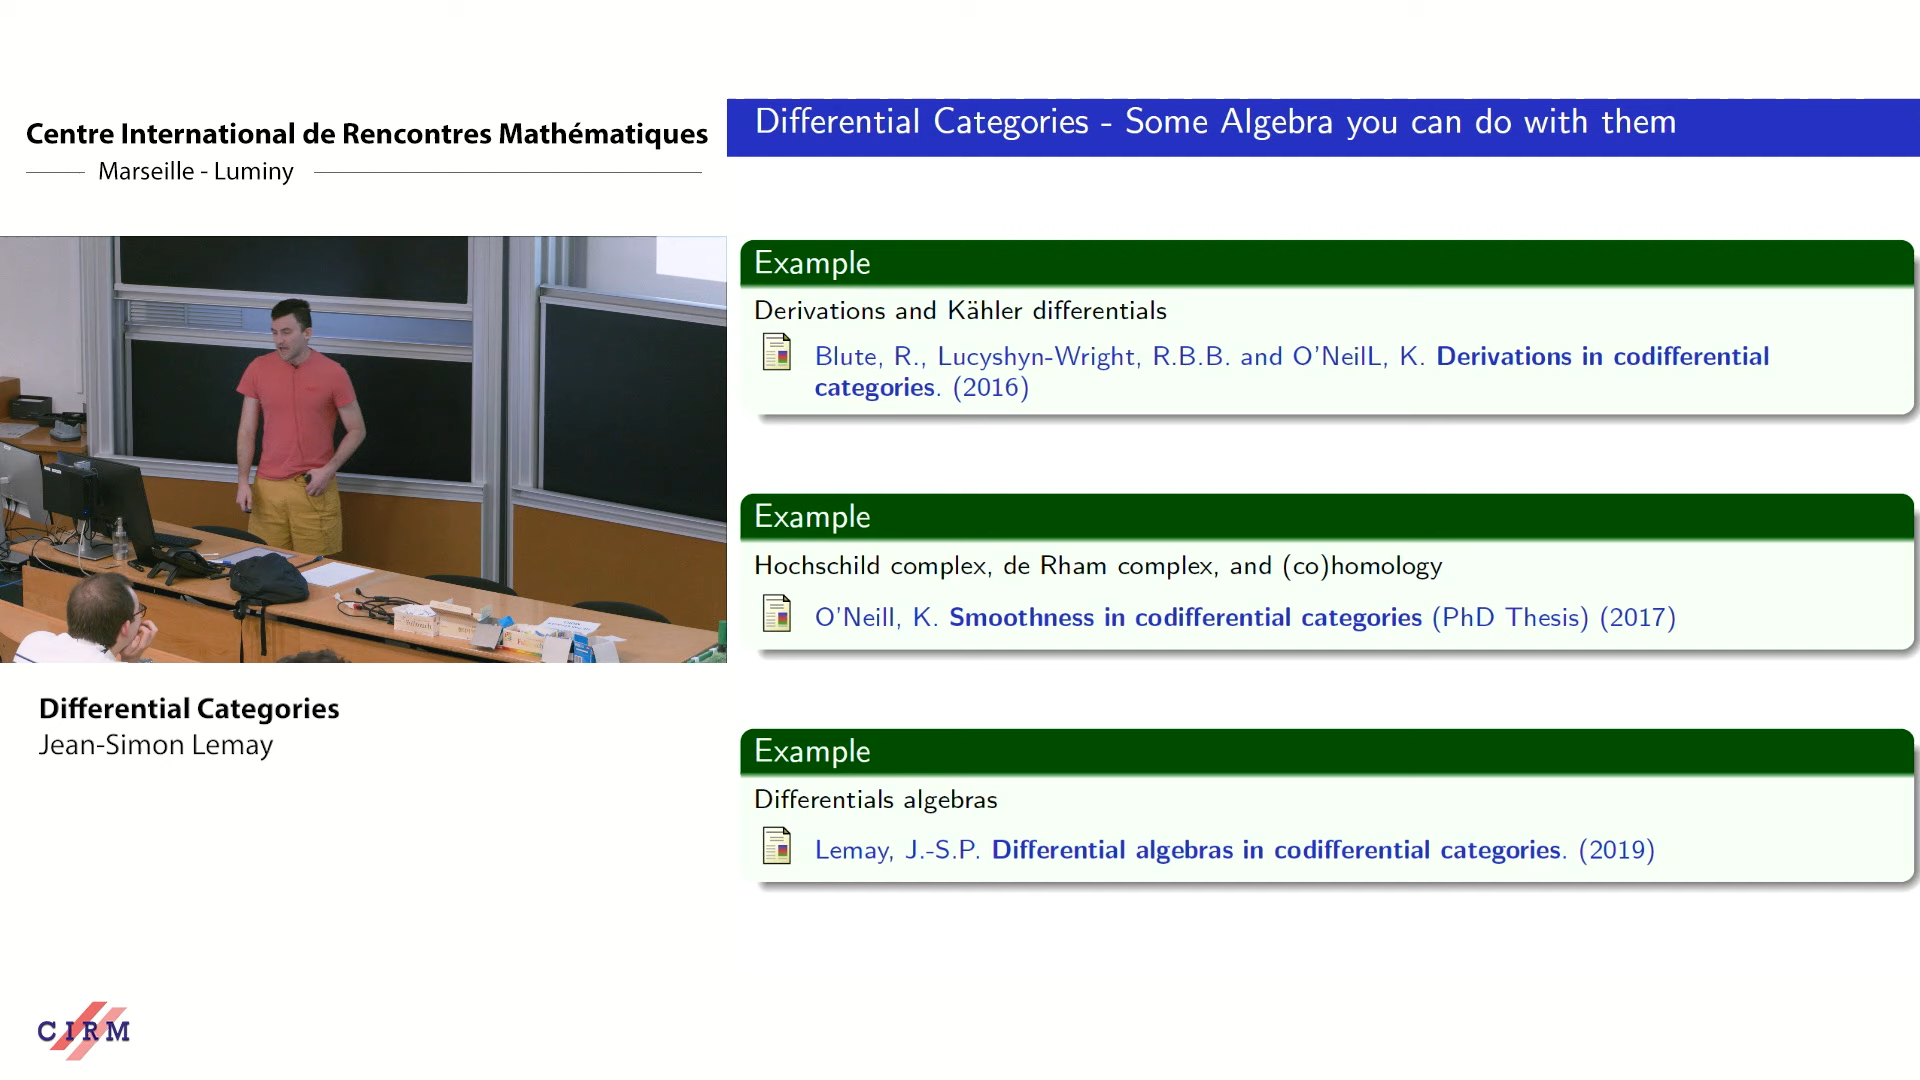 Centre International de Rencontres Mathématiques
Marseille - Luminy
Differential Categories - Some Algebra you can do with them
Example
Derivations and Kähler differentials
Blute, R., Lucyshyn-Wright, R.B.B. and O'NeilL, K. Derivations in codifferential
categories. (2016)
Example
Hochschild complex, de Rham complex, and (co)homology
O'Neill, K. Smoothness in codifferential categories (PhD Thesis) (2017)
Example
Differentials algebras
Lemay, J.-S.P. Differential algebras in codifferential categories. (2019)
Differential Categories
Jean-Simon Lemay
CIRM